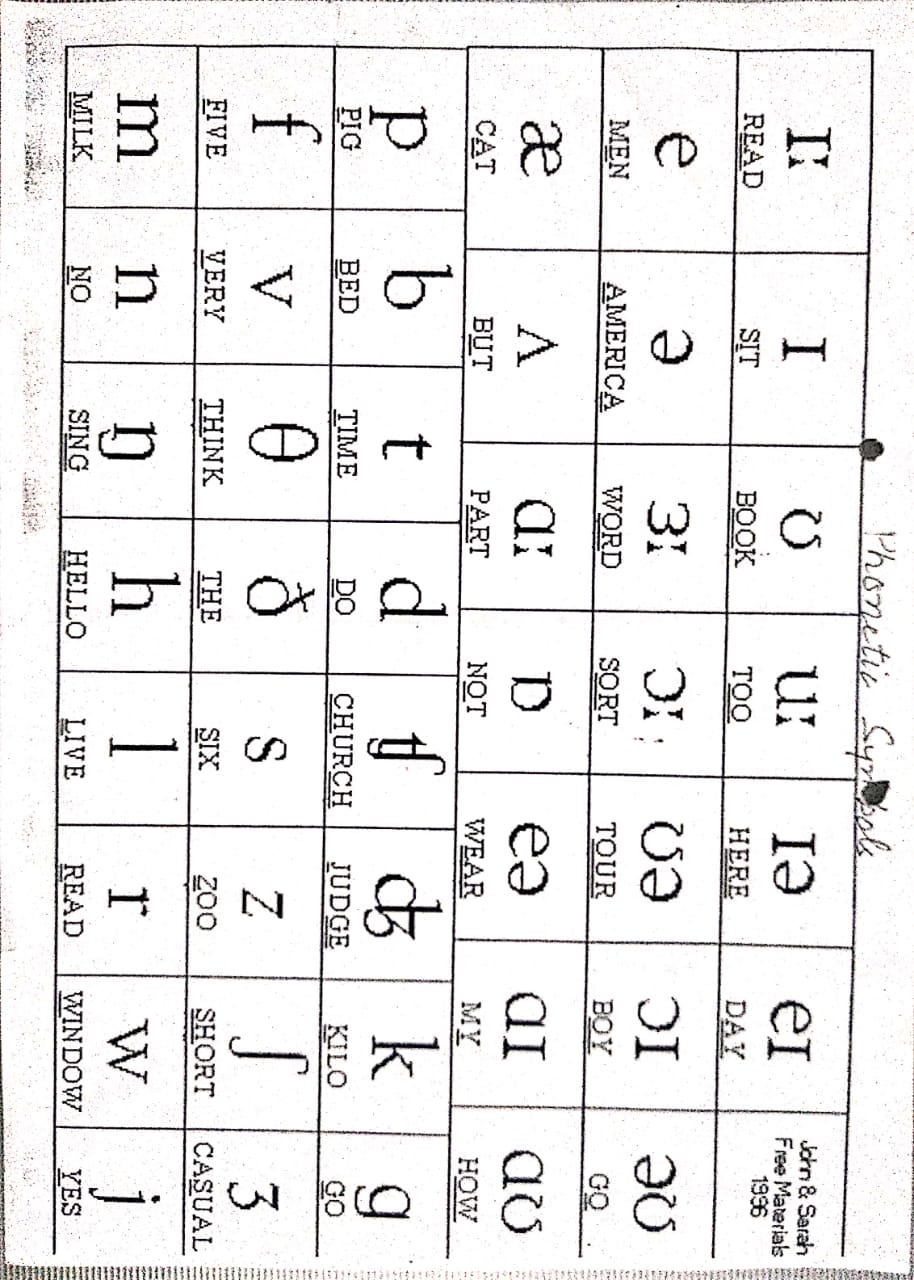 Phonetic Symbols
ɪː ɪ ʊ uː ɪə eɪ John & Sarah
Free Materials
1996
READ SIT BOOK TOO HERE DAY
e ə ɜː ɔː ʊə ɔɪ əʊ
MEN AMERICA WORD SORT TOUR BOY GO
æ ʌ ɑː ɒ eə ɑɪ ɑʊ
CAT BUT PART NOT WEAR MY HOW
p b t d ʧ ʤ k g
PIG BED TIME DO CHURCH JUDGE KILO GO
f v θ ð s z ʃ ʒ
FIVE VERY THINK THE SIX ZOO SHORT CASUAL
m n ŋ h l r w j
MILK NO SING HELLO LIVE READ WINDOW YES